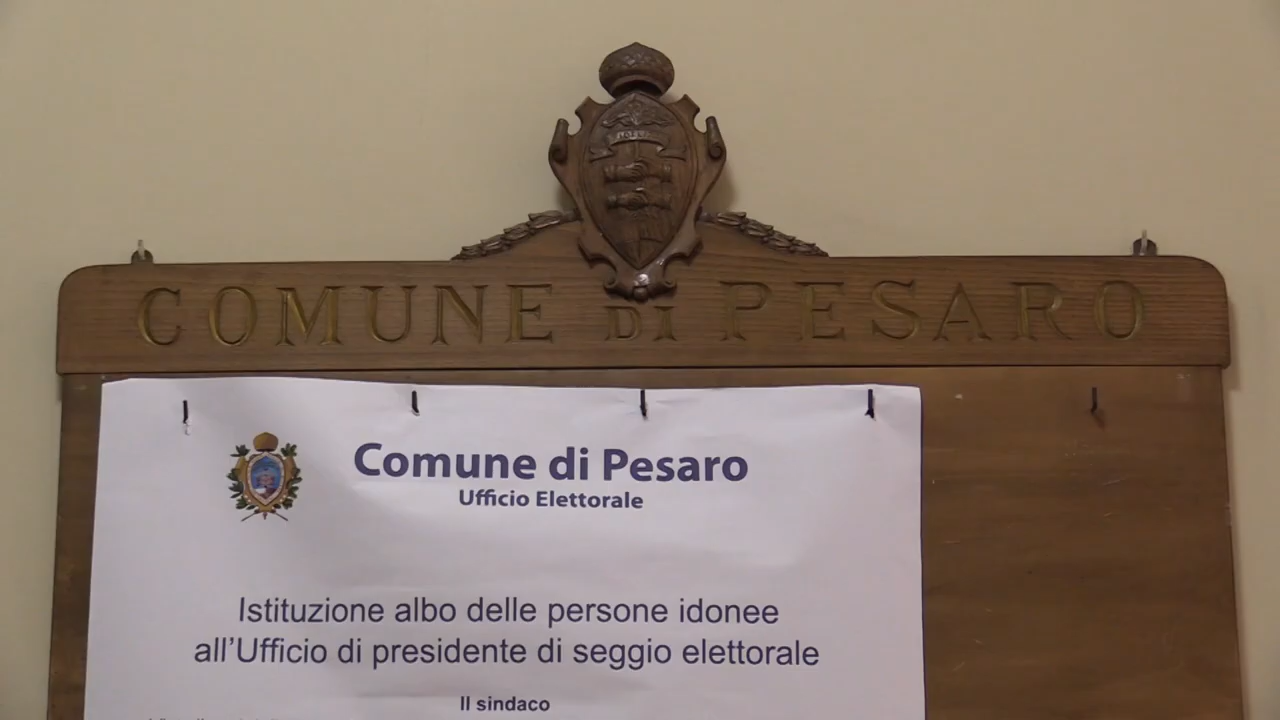 COMUNE DI PESARO
Comune di Pesaro
Ufficio Elettorale
Istituzione albo delle persone idonee
all'Ufficio di presidente di seggio elettorale
Il sindaco